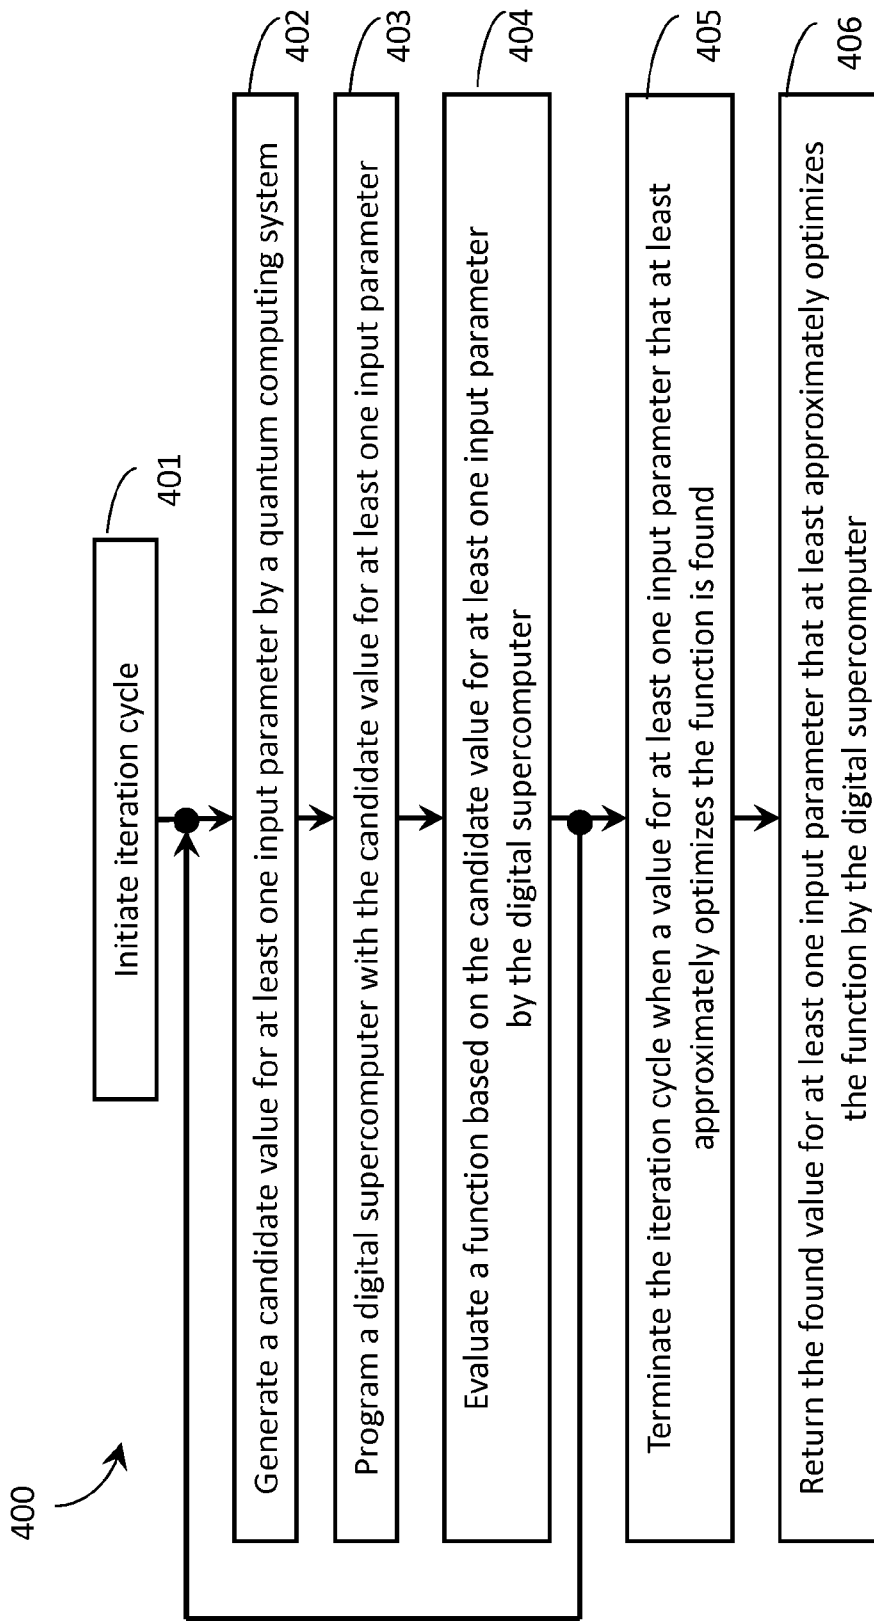 400
Initiate iteration cycle
401
Generate a candidate value for at least one input parameter by a quantum computing system
402
Program a digital supercomputer with the candidate value for at least one input parameter
403
Evaluate a function based on the candidate value for at least one input parameter
by the digital supercomputer
404
Terminate the iteration cycle when a value for at least one input parameter that at least
approximately optimizes the function is found
405
Return the found value for at least one input parameter that at least approximately optimizes
the function by the digital supercomputer
406